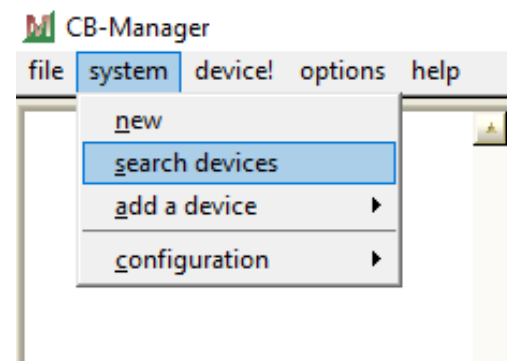 CB-Manager
file system device! options help
new
search devices
add a device
configuration